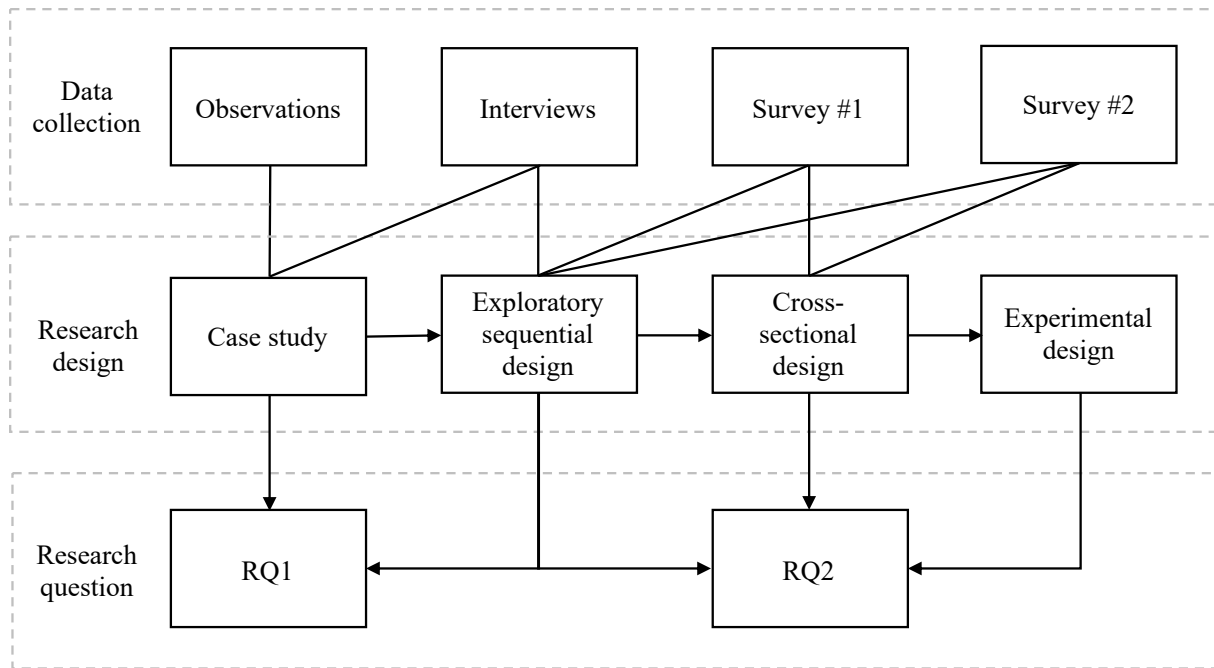 Data
collection
Observations
Interviews
Survey #1
Survey #2
Research
design
Case study
Exploratory
sequential
design
Cross-
sectional
design
Experimental
design
Research
question
RQ1
RQ2